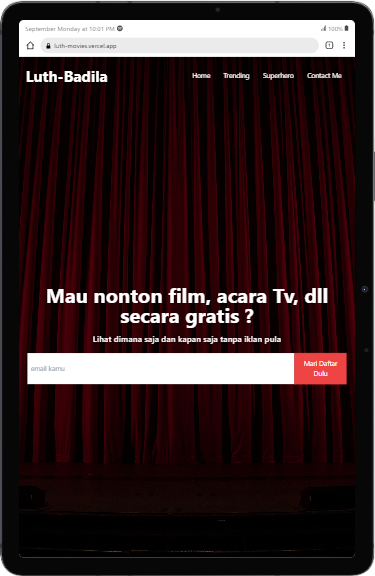 September Monday at 10:01 PM
100%
luth-movies.vercel.app
1
Luth-Badila
Home Trending Superhero Contact Me
Mau nonton film, acara Tv, dll
secara gratis ?
Lihat dimana saja dan kapan saja tanpa iklan pula
email kamu
Mari Daftar
Dulu